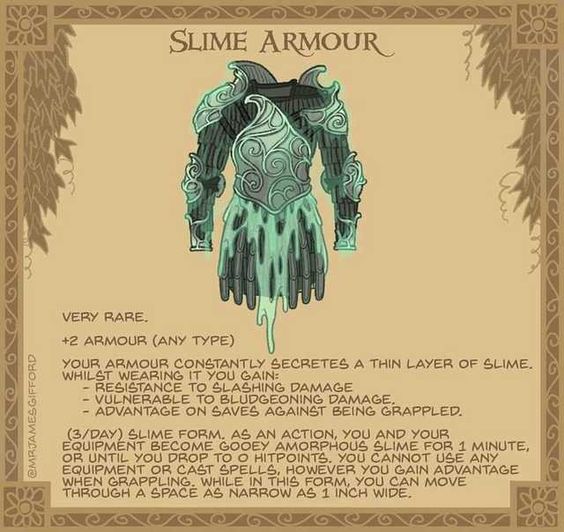 SLIME ARMOUR
VERY RARE.
+2 ARMOUR (ANY TYPE)
YOUR ARMOUR CONSTANTLY SECRETES A THIN LAYER OF SLIME.
WHILST WEARING IT YOU GAIN:
- RESISTANCE TO SLASHING DAMAGE
- VULNERABLE TO BLUDGEONING DAMAGE.
- ADVANTAGE ON SAVES AGAINST BEING GRAPPLED.
(3/DAY) SLIME FORM. AS AN ACTION, YOU AND YOUR
EQUIPMENT BECOME GOOEY AMORPHOUS SLIME FOR 1 MINUTE,
OR UNTIL YOU DROP TO 0 HITPOINTS. YOU CANNOT USE ANY
EQUIPMENT OR CAST SPELLS, HOWEVER YOU GAIN ADVANTAGE
WHEN GRAPPLING. WHILE IN THIS FORM, YOU CAN MOVE
THROUGH A SPACE AS NARROW AS 1 INCH WIDE.
@MRJAMESGIFFORD